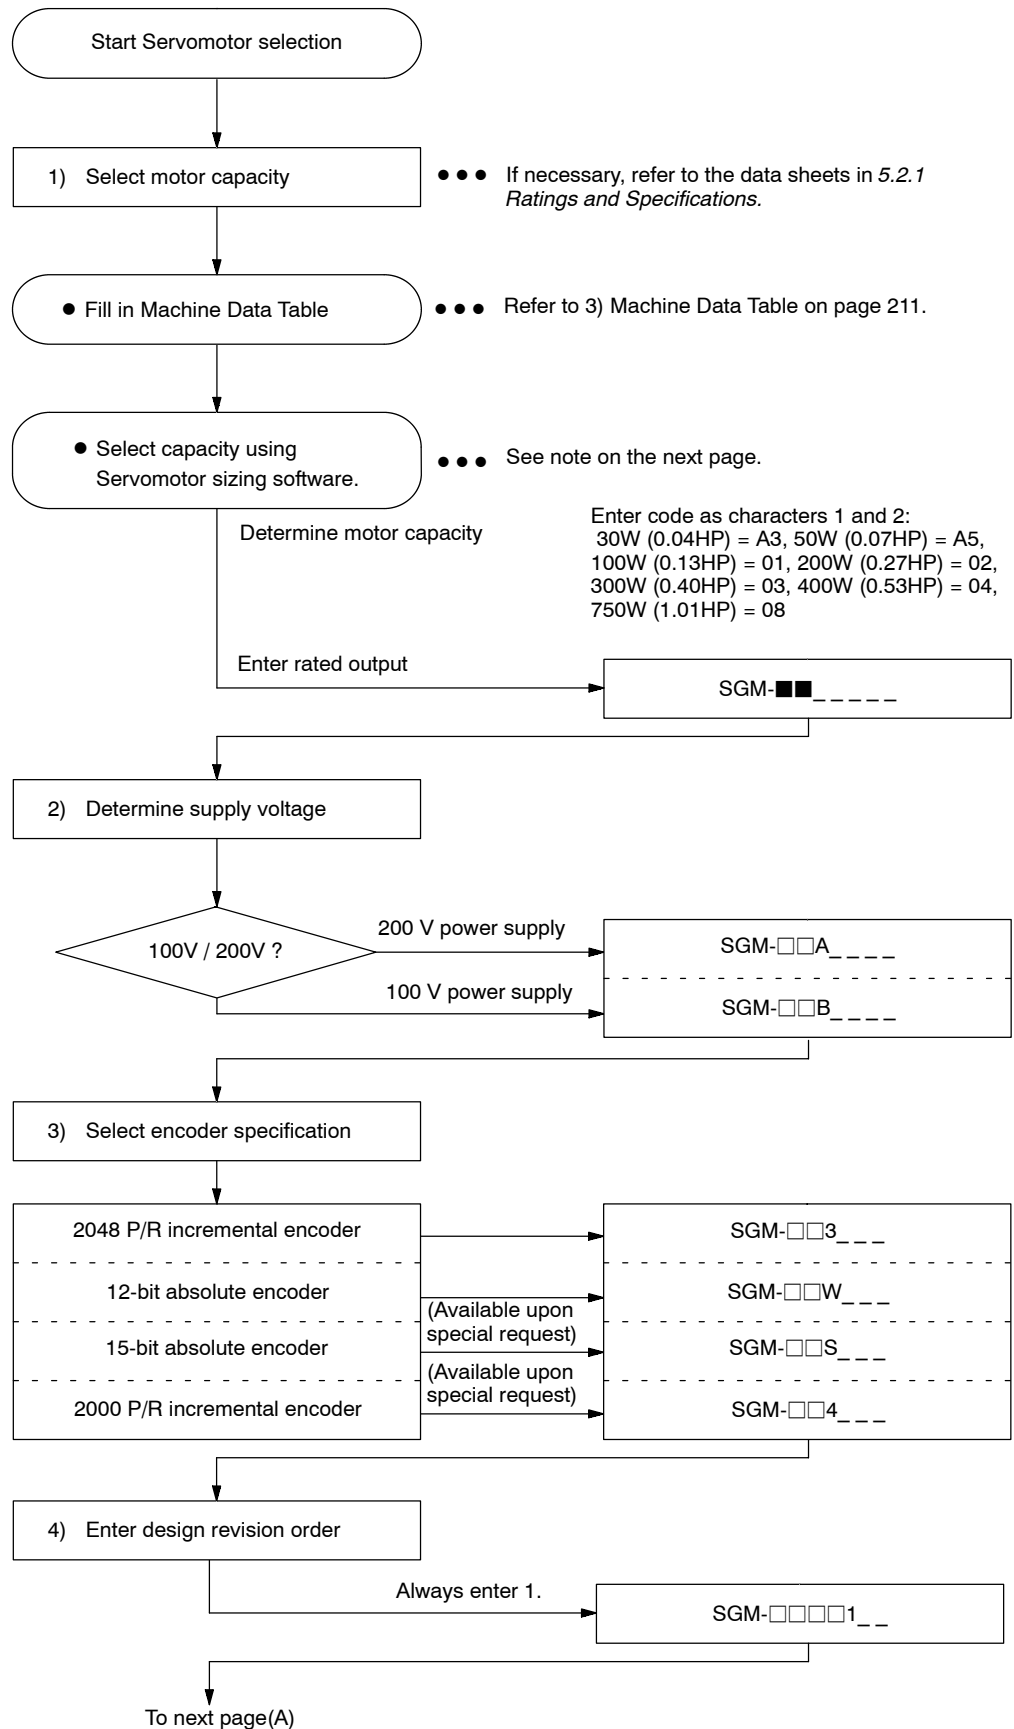 Start Servomotor selection
1) Select motor capacity
● ● ● If necessary, refer to the data sheets in 5.2.1
Ratings and Specifications.
● Fill in Machine Data Table
● ● ● Refer to 3) Machine Data Table on page 211.
● Select capacity using
Servomotor sizing software.
● ● ● See note on the next page.
Determine motor capacity
Enter code as characters 1 and 2:
30W (0.04HP) = A3, 50W (0.07HP) = A5,
100W (0.13HP) = 01, 200W (0.27HP) = 02,
300W (0.40HP) = 03, 400W (0.53HP) = 04,
750W (1.01HP) = 08
Enter rated output
SGM-■■_ _ _ _ _
2) Determine supply voltage
100V / 200V ?
200 V power supply
SGM-□□A_ _ _ _
100 V power supply
SGM-□□B_ _ _ _
3) Select encoder specification
2048 P/R incremental encoder
SGM-□□3_ _ _
12-bit absolute encoder
SGM-□□W_ _ _
(Available upon
special request)
15-bit absolute encoder
SGM-□□S_ _ _
(Available upon
special request)
2000 P/R incremental encoder
SGM-□□4_ _ _
4) Enter design revision order
Always enter 1.
SGM-□□□□1_ _
To next page(A)